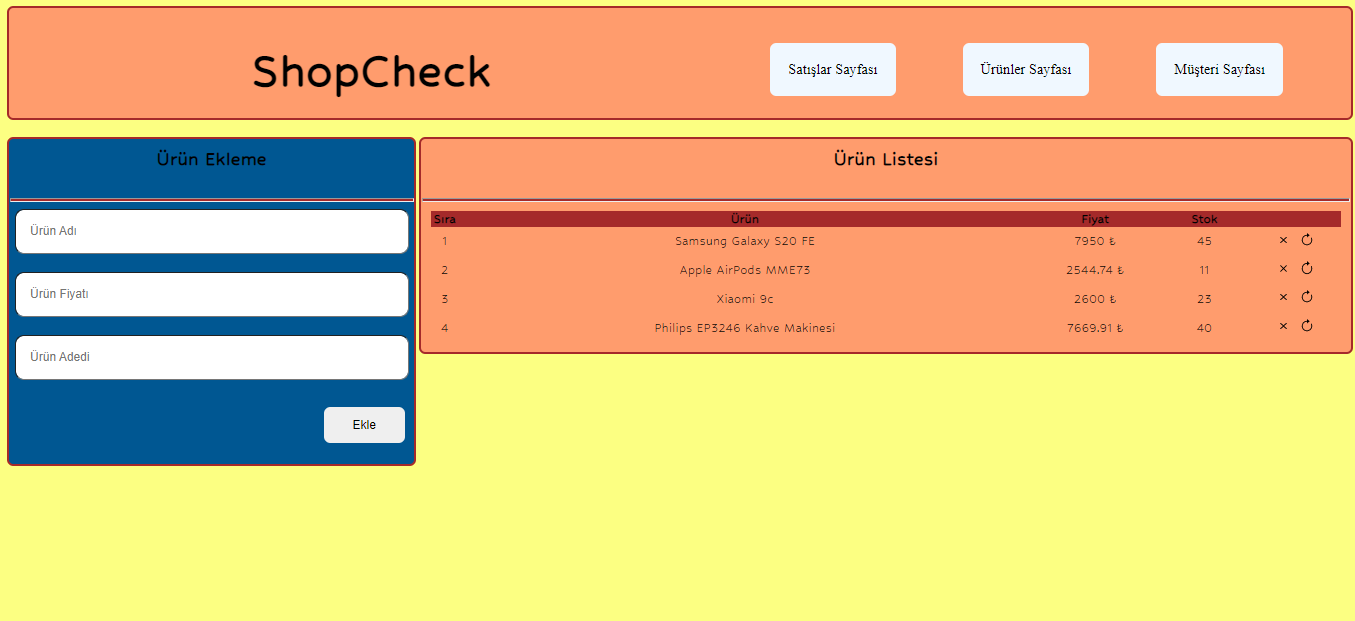 ShopCheck
Satışlar Sayfası
Ürünler Sayfası
Müşteri Sayfası
Ürün Ekleme
Ürün Adı
Ürün Fiyatı
Ürün Adedi
Ekle
Ürün Listesi
Sıra Ürün Fiyat Stok
1 Samsung Galaxy S20 FE 7950 ₺ 45
2 Apple AirPods MME73 2544.74 ₺ 11
3 Xiaomi 9c 2600 ₺ 23
4 Philips EP3246 Kahve Makinesi 7669.91 ₺ 40